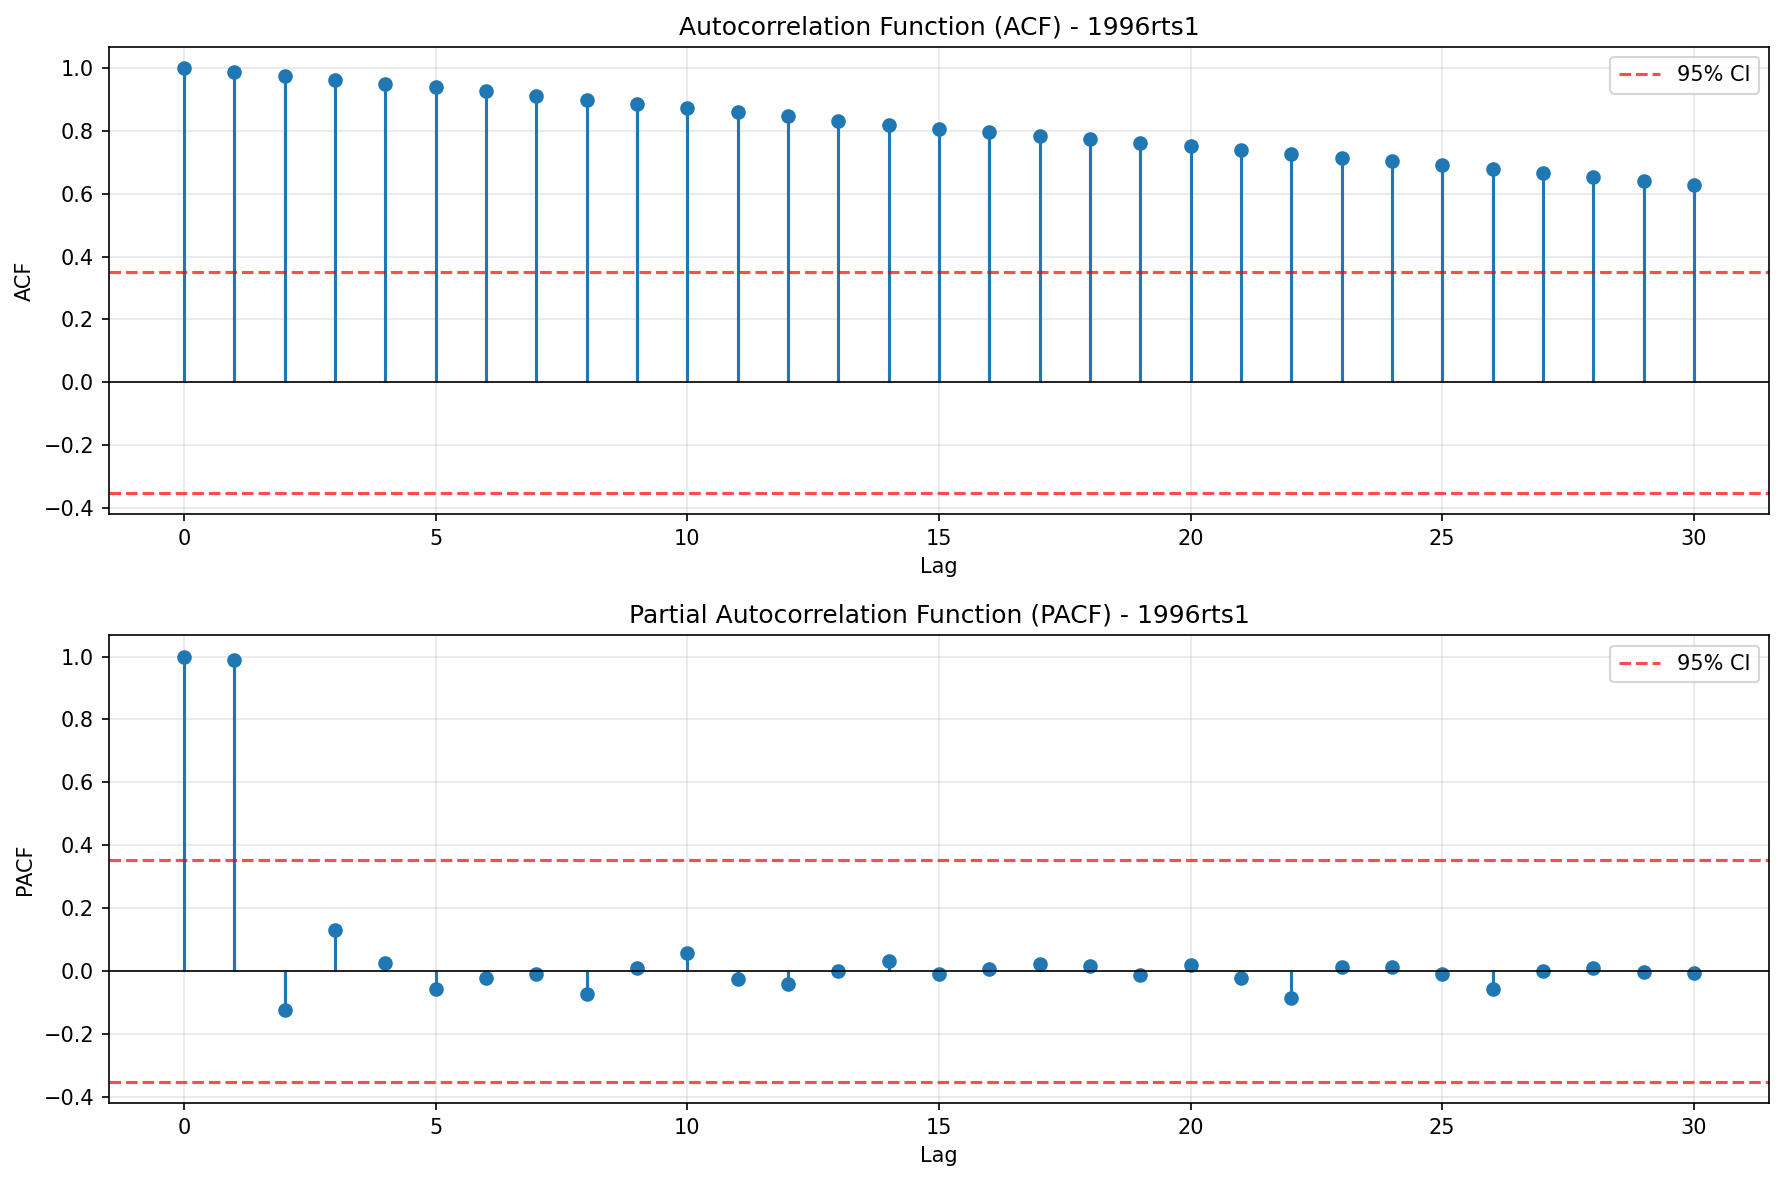 Autocorrelation Function (ACF) - 1996rts1
1.0
0.8
0.6
0.4
0.2
0.0
−0.2
−0.4
ACF
95% CI
0 5 10 15 20 25 30
Lag
Partial Autocorrelation Function (PACF) - 1996rts1
1.0
0.8
0.6
0.4
0.2
0.0
−0.2
−0.4
PACF
95% CI
0 5 10 15 20 25 30
Lag